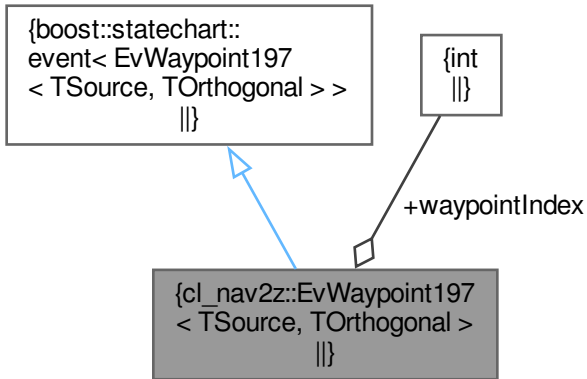 {boost::statechart::
event< EvWaypoint197
< TSource, TOrthogonal > >
||}
{int
||}
+waypointIndex
{cl_nav2z::EvWaypoint197
< TSource, TOrthogonal >
||}